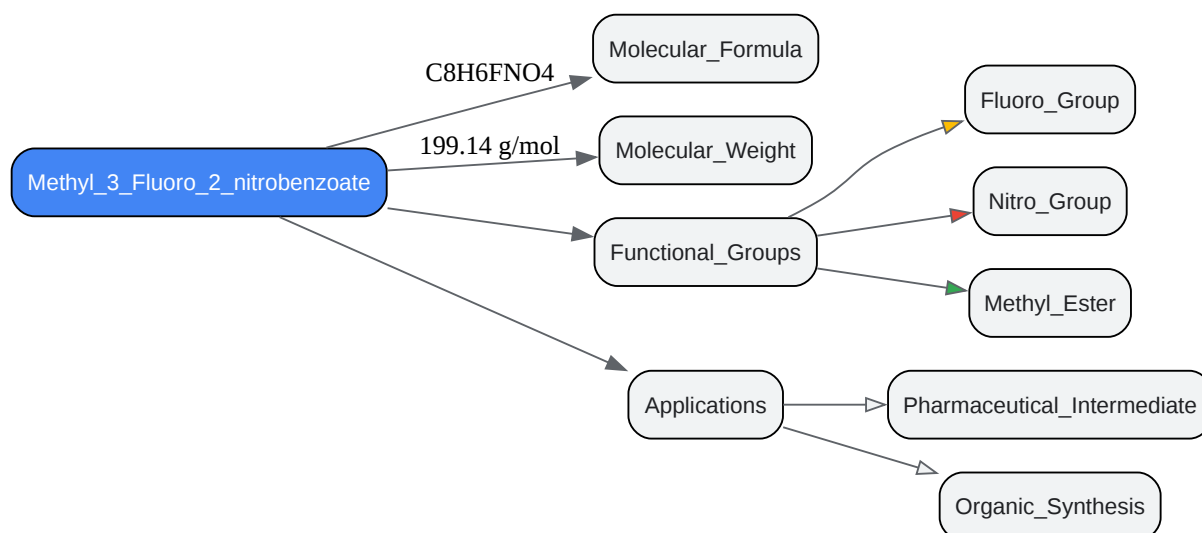 Molecular_Formula
C8H6FNO4
Fluoro_Group
199.14 g/mol
Molecular_Weight
Methyl_3_Fluoro_2_nitrobenzoate
Nitro_Group
Functional_Groups
Methyl_Ester
Applications
Pharmaceutical_Intermediate
Organic_Synthesis